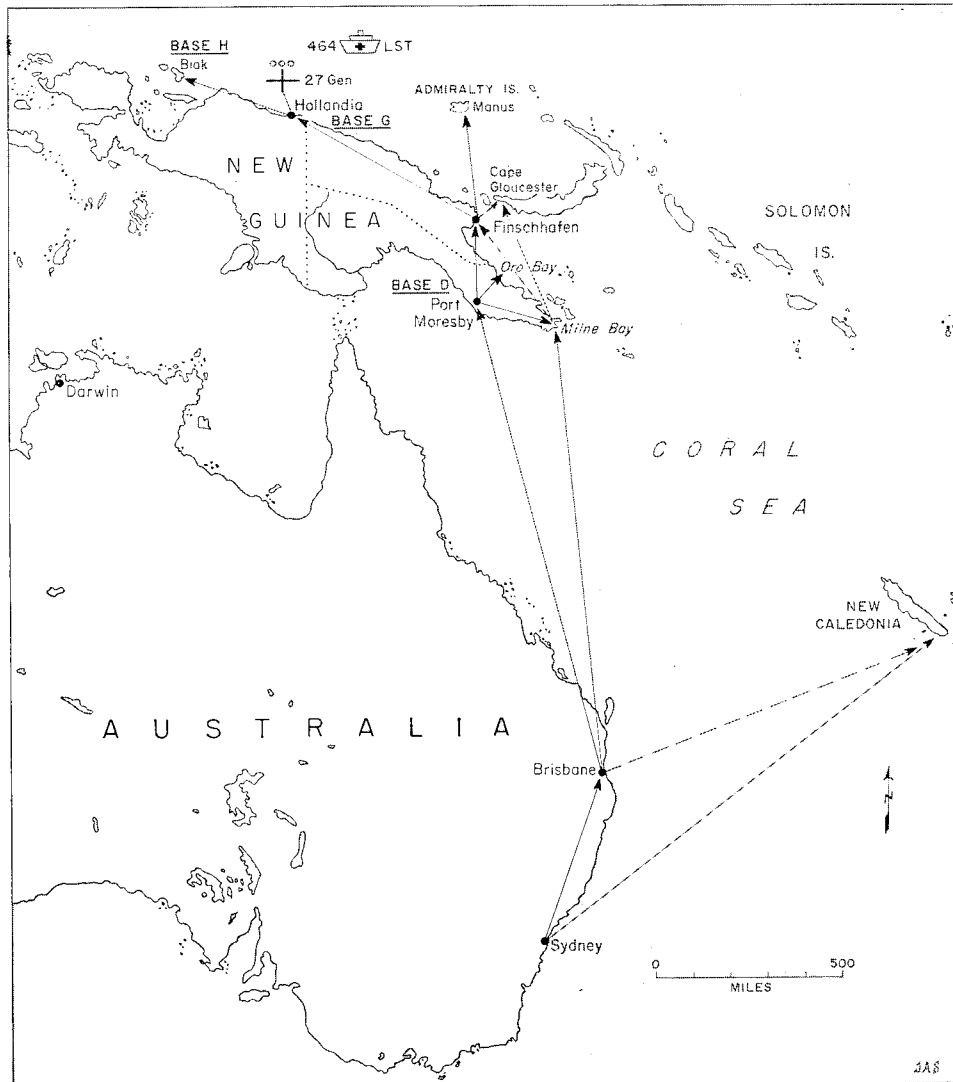 464 LST
BASE H
Biak
27 Gen
Hollandia
BASE G
ADMIRALTY IS.
Manus
NEW
GUINEA
Cape
Gloucester
Finschhafen
SOLOMON
IS.
Oro Bay
BASE D
Port
Moresby
Milne Bay
Darwin
CORAL
SEA
NEW
CALEDONIA
AUSTRALIA
Brisbane
N
Sydney
0 500
MILES
JAS